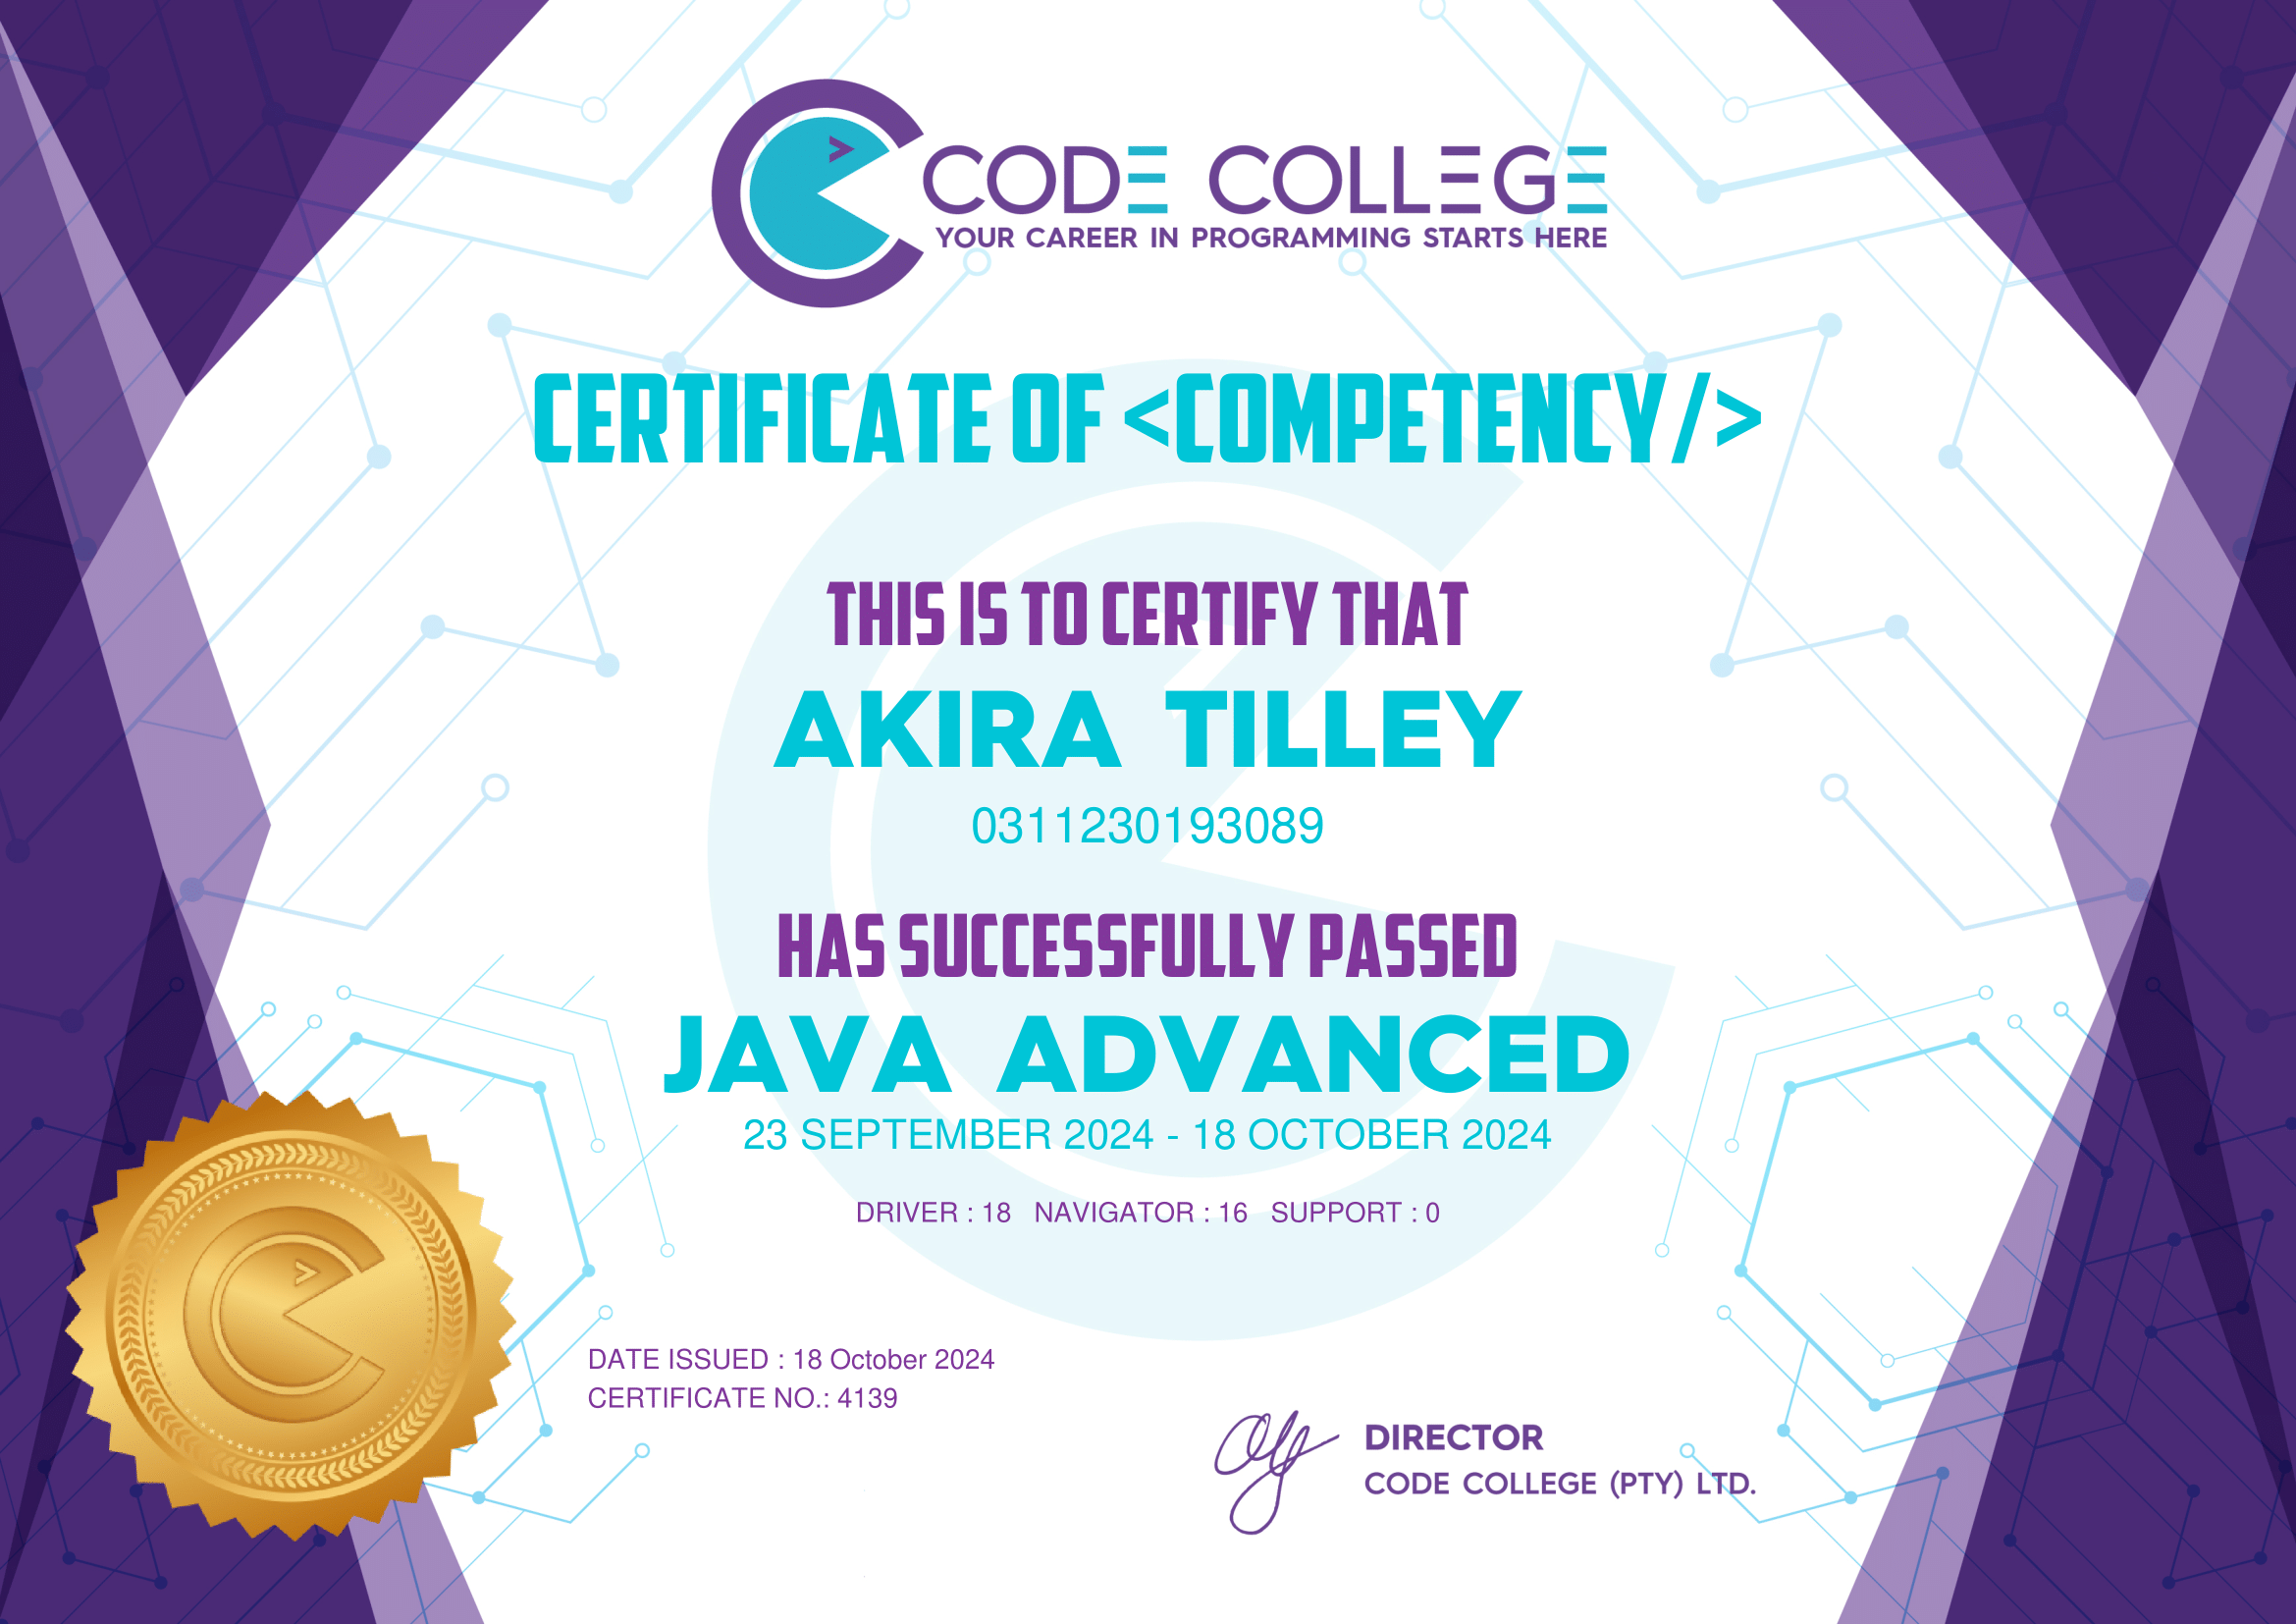 CODE COLLEGE
YOUR CAREER IN PROGRAMMING STARTS HERE
CERTIFICATE OF <COMPETENCY/>
THIS IS TO CERTIFY THAT
AKIRA TILLEY
0311230193089
HAS SUCCESSFULLY PASSED
JAVA ADVANCED
23 SEPTEMBER 2024 - 18 OCTOBER 2024
DRIVER : 18 NAVIGATOR : 16 SUPPORT : 0
DATE ISSUED : 18 October 2024
CERTIFICATE NO.: 4139
DIRECTOR
CODE COLLEGE (PTY) LTD.